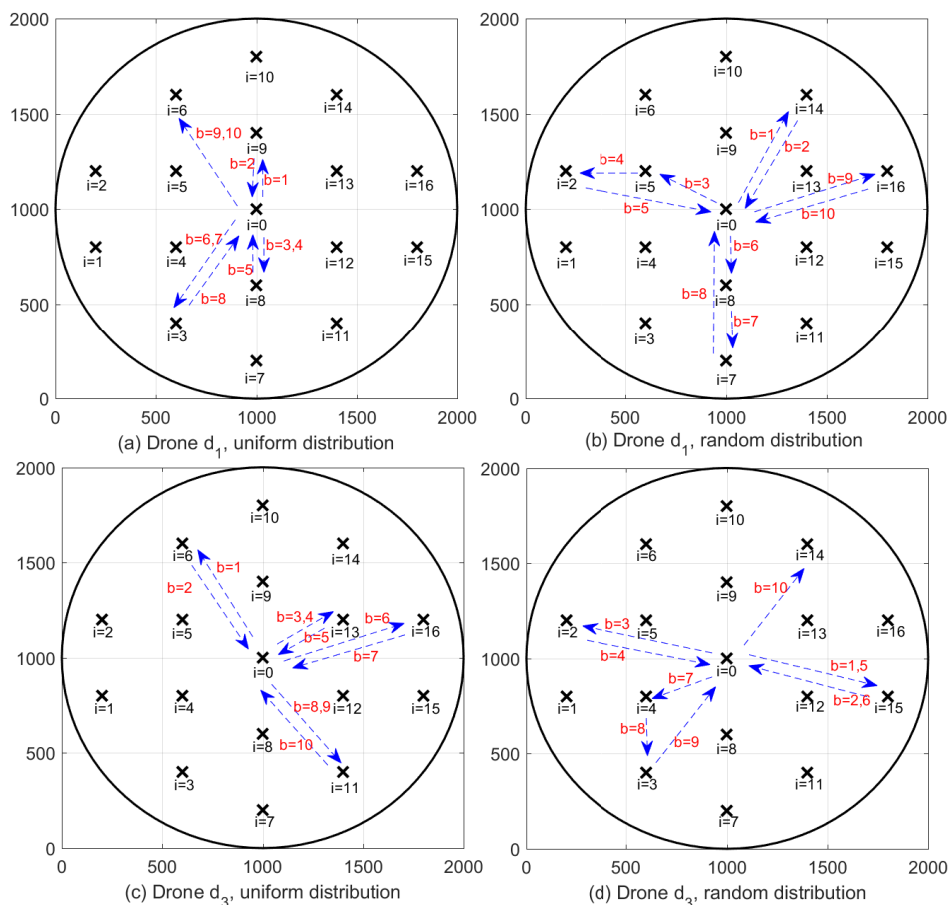 2000
1500
1000
500
0
i=10
i=6
i=14
i=9
b=9,10
b=2
b=1
i=2
i=5
i=13
i=16
i=0
b=6,7
b=3,4
i=1
i=4
b=5
i=12
i=15
b=8
i=8
i=3
i=11
i=7
0 500 1000 1500 2000
(a) Drone d1, uniform distribution
2000
1500
1000
500
0
i=10
i=6
i=14
b=1
b=2
i=9
b=4
i=2
i=5
b=3
i=13
b=9
i=16
b=5
b=10
i=0
b=6
i=1
i=4
i=12
i=15
b=8
i=8
b=7
i=3
i=11
i=7
0 500 1000 1500 2000
(b) Drone d1, random distribution
2000
1500
1000
500
0
i=10
i=6
i=14
b=1
b=2
i=9
b=3,4
b=6
i=2
i=5
b=5
i=13
i=16
b=7
i=0
i=1
i=4
b=8,9
i=12
i=15
i=8
b=10
i=3
i=11
i=7
0 500 1000 1500 2000
(c) Drone d3, uniform distribution
2000
1500
1000
500
0
i=10
i=6
i=14
b=10
i=9
b=3
i=2
i=5
i=13
i=16
b=4
i=0
b=1,5
b=7
i=1
i=4
i=12
b=2,6
i=15
b=8
b=9
i=8
i=3
i=11
i=7
0 500 1000 1500 2000
(d) Drone d3, random distribution